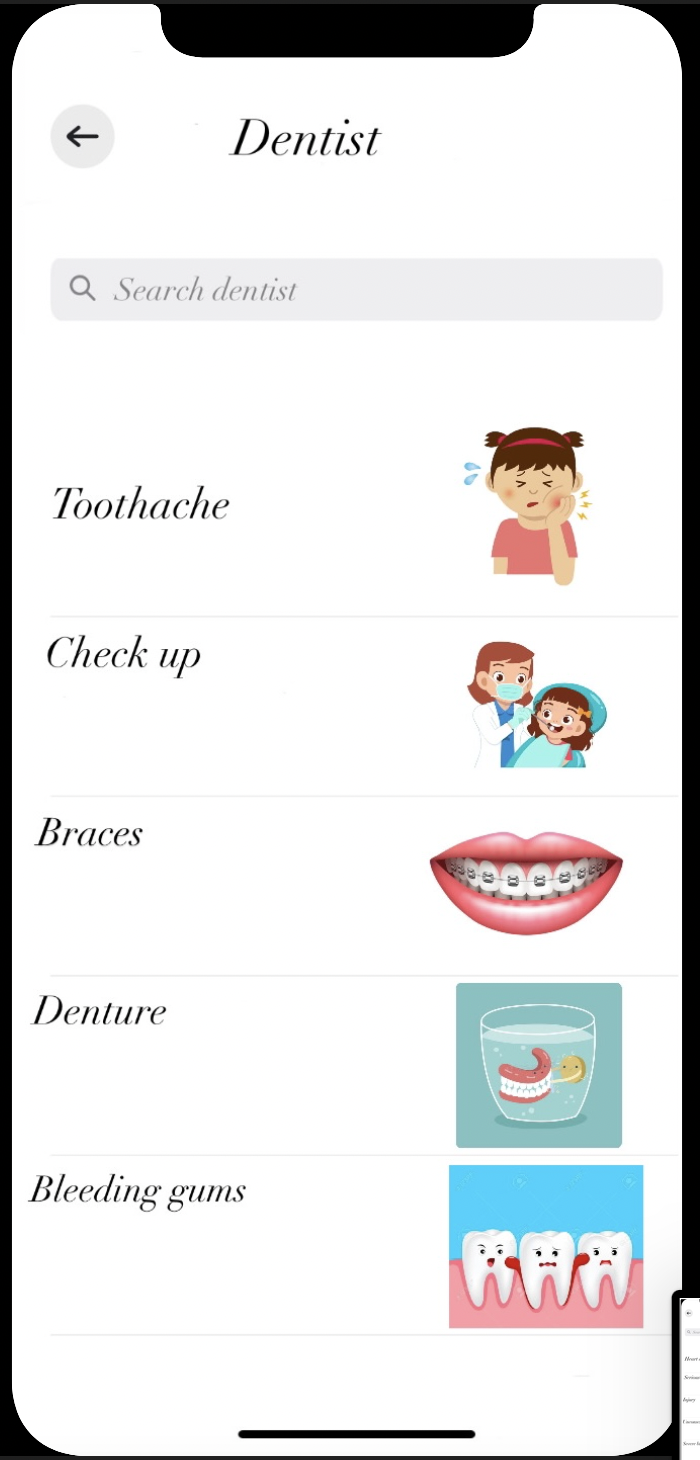 Dentist
Search dentist
Toothache
Check up
Braces
Denture
Bleeding gums